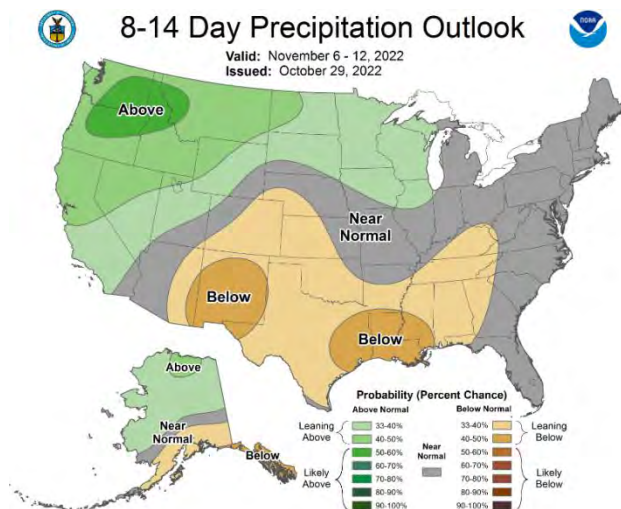 8-14 Day Precipitation Outlook
Valid: November 6 - 12, 2022
Issued: October 29, 2022
Above
Near
Normal
Below
Below
Above
Near
Normal
Below
Probability (Percent Chance)
Above Normal
Below Normal
Leaning
Above
33-40%
40-50%
Likely
Above
50-60%
60-70%
70-80%
80-90%
90-100%
Near
Normal
33-40%
40-50%
Leaning
Below
50-60%
60-70%
70-80%
80-90%
90-100%
Likely
Below